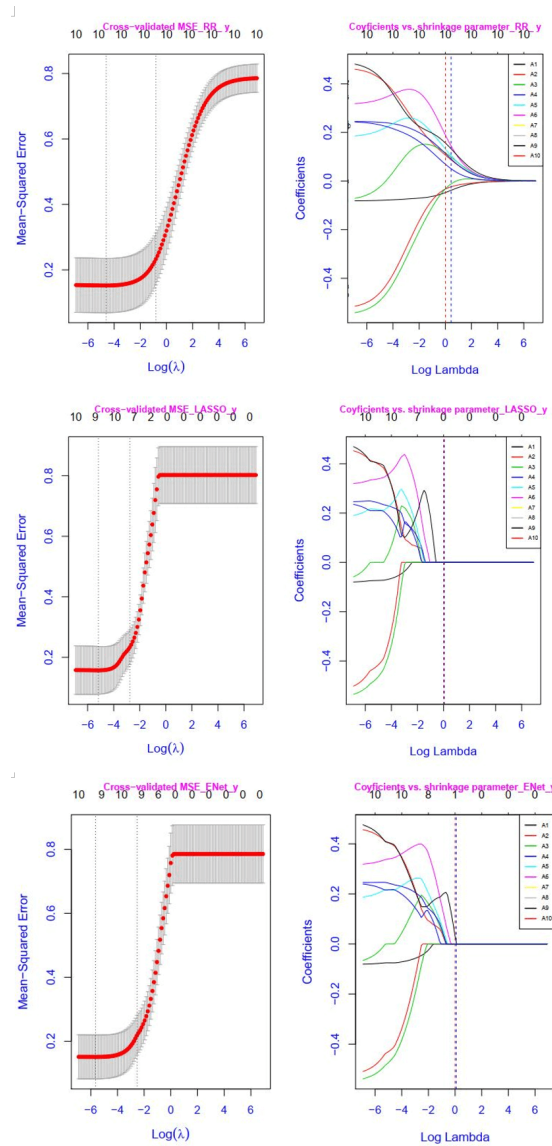 Cross-validated MSE_RR_y
10 10 10 10 10 10 10 10 10 10
Mean-Squared Error
0.8
0.6
0.4
0.2
-6 -4 -2 0 2 4 6
Log(λ)
Coyficients vs. shrinkage parameter_RR_y
10 10 10 10 10 10 10
Coefficients
0.4
0.2
0.0
-0.2
-0.4
A1
A2
A3
A4
A5
A6
A7
A8
A9
A10
-6 -4 -2 0 2 4 6
Log Lambda
Cross-validated MSE_LASSO_y
10 9 10 7 2 0 0 0 0 0
Mean-Squared Error
0.8
0.6
0.4
0.2
-6 -4 -2 0 2 4 6
Log(λ)
Coyficients vs. shrinkage parameter_LASSO_y
10 10 5 0 0 0 0
Coefficients
0.4
0.2
0.0
-0.2
-0.4
A1
A2
A3
A4
A5
A6
A7
A8
A9
A10
-6 -4 -2 0 2 4 6
Log Lambda
Cross-validated MSE_ENet_y
10 9 10 9 6 0 0 0 0 0
Mean-Squared Error
0.8
0.6
0.4
0.2
-6 -4 -2 0 2 4 6
Log(λ)
Coyficients vs. shrinkage parameter_ENet_y
10 10 8 1 0 0 0
Coefficients
0.4
0.2
0.0
-0.2
-0.4
A1
A2
A3
A4
A5
A6
A7
A8
A9
A10
-6 -4 -2 0 2 4 6
Log Lambda